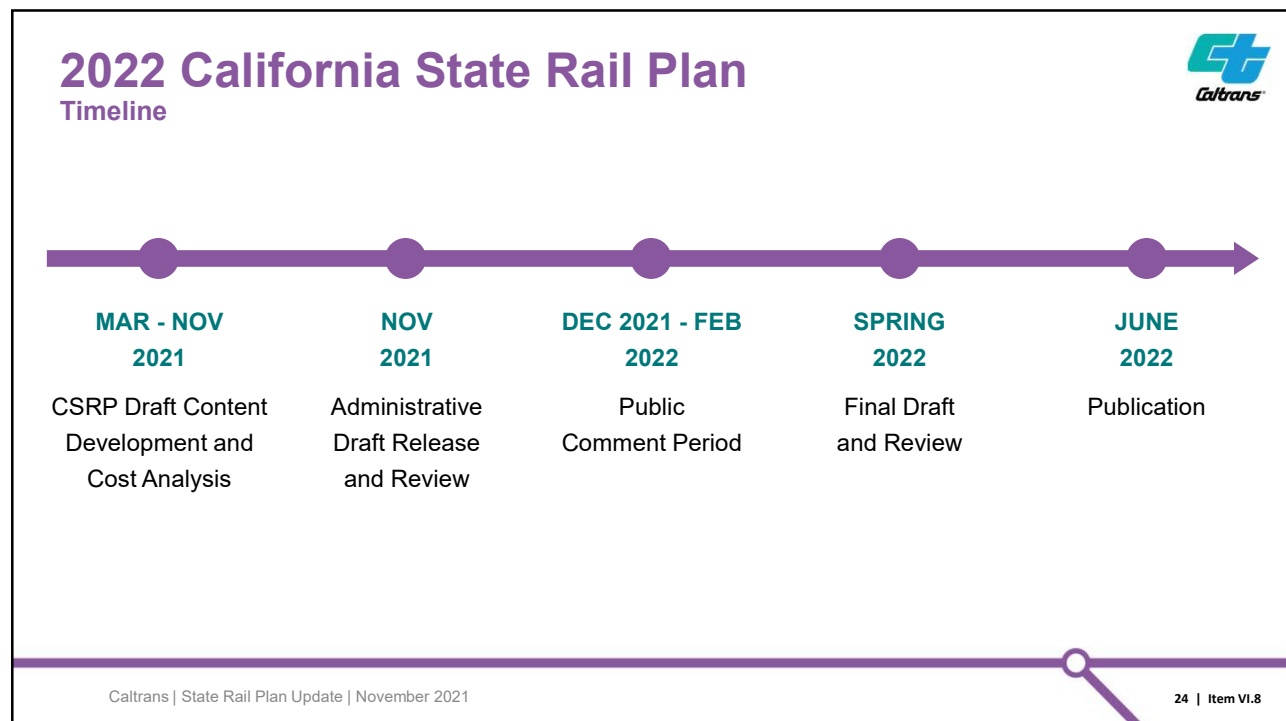 2022 California State Rail Plan
Timeline
Caltrans
MAR - NOV
2021
CSRP Draft Content
Development and
Cost Analysis
NOV
2021
Administrative
Draft Release
and Review
DEC 2021 - FEB
2022
Public
Comment Period
SPRING
2022
Final Draft
and Review
JUNE
2022
Publication
Caltrans | State Rail Plan Update | November 2021
24 | Item VI.8